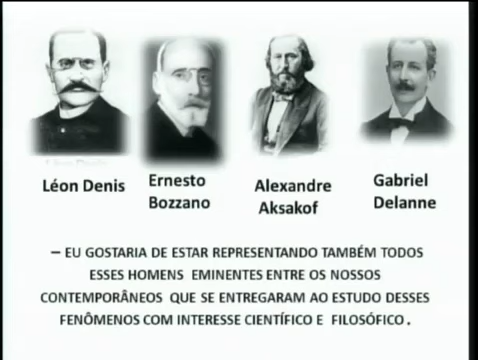 Léon Denis
Ernesto
Bozzano
Alexandre
Aksakof
Gabriel
Delanne
– EU GOSTARIA DE ESTAR REPRESENTANDO TAMBÉM TODOS
ESSES HOMENS EMINENTES ENTRE OS NOSSOS
CONTEMPORÂNEOS QUE SE ENTREGARAM AO ESTUDO DESSES
FENÔMENOS COM INTERESSE CIENTÍFICO E FILOSÓFICO.